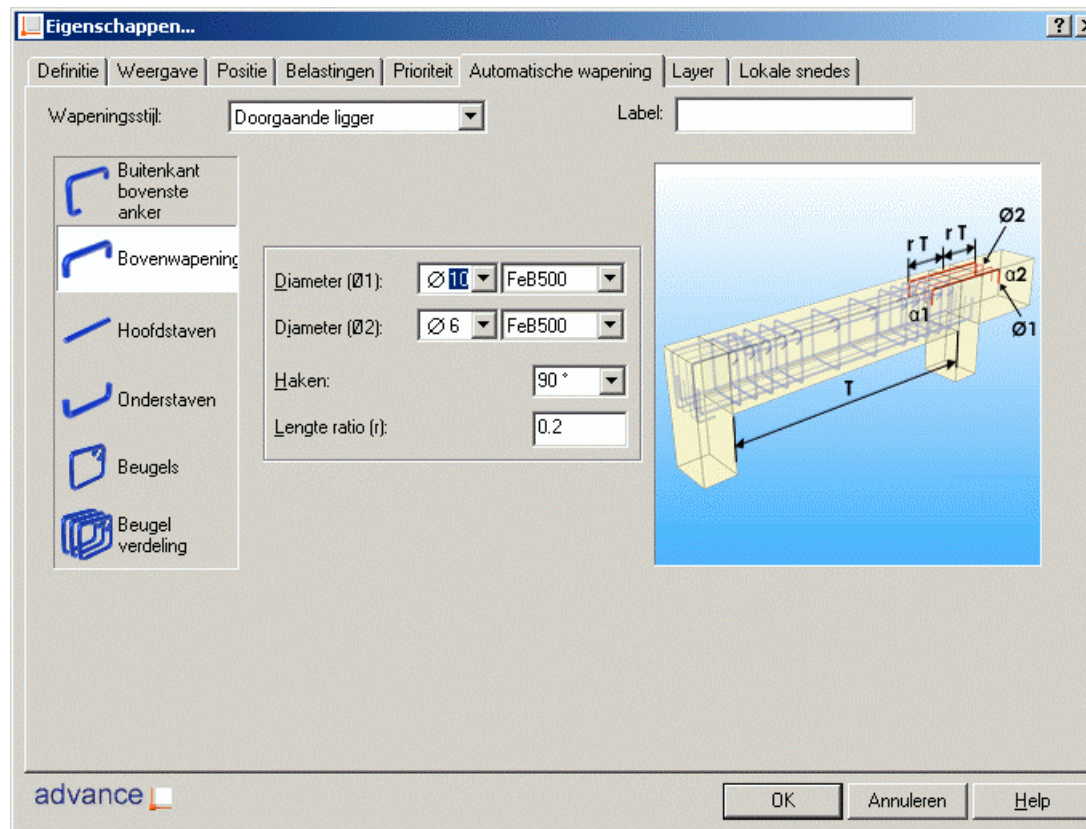 Eigenschappen...
Definitie Weergave Positie Belastingen Prioriteit Automatische wapening Layer Lokale snedes
Wapeningsstijl: Doorgaande ligger Label:
Buitenkant
bovenste
anker
Bovenwapening
Hoofdstaven
Onderstaven
Beugels
Beugel
verdeling
Diameter (Ø1): Ø 10 FeB500
Diameter (Ø2): Ø 6 FeB500
Haken: 90 °
Lengte ratio (r): 0.2
Ø2
r T r T
α2
α1
Ø1
T
advance
OK Annuleren Help